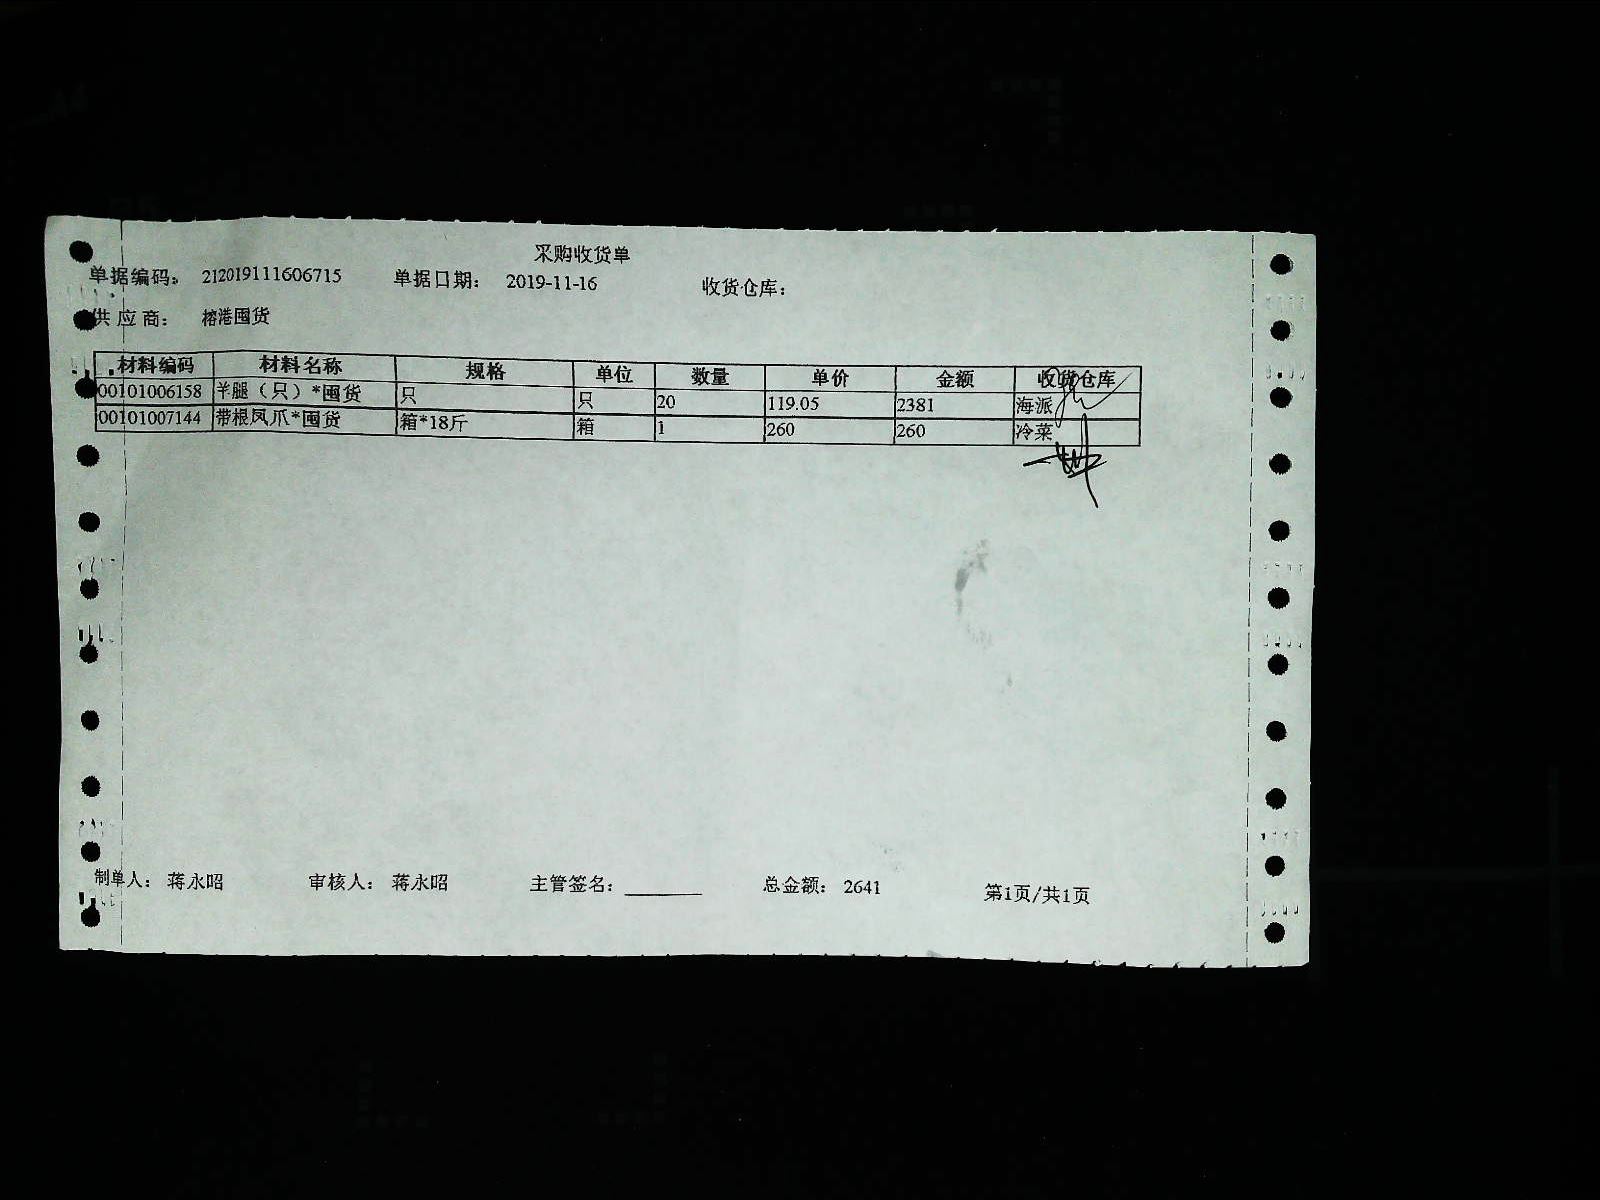 采购收货单
单据编码： 212019111606715 单据日期： 2019-11-16 收货仓库：
供应商： 榕港囤货
材料编码 材料名称 规格 单位 数量 单价 金额 收货仓库
00101006158 羊腿（只）*囤货 只 只 20 119.05 2381 海派
00101007144 带根凤爪*囤货 箱*18斤 箱 1 260 260 冷菜
制单人： 蒋永昭 审核人： 蒋永昭 主管签名： 总金额： 2641 第1页/共1页